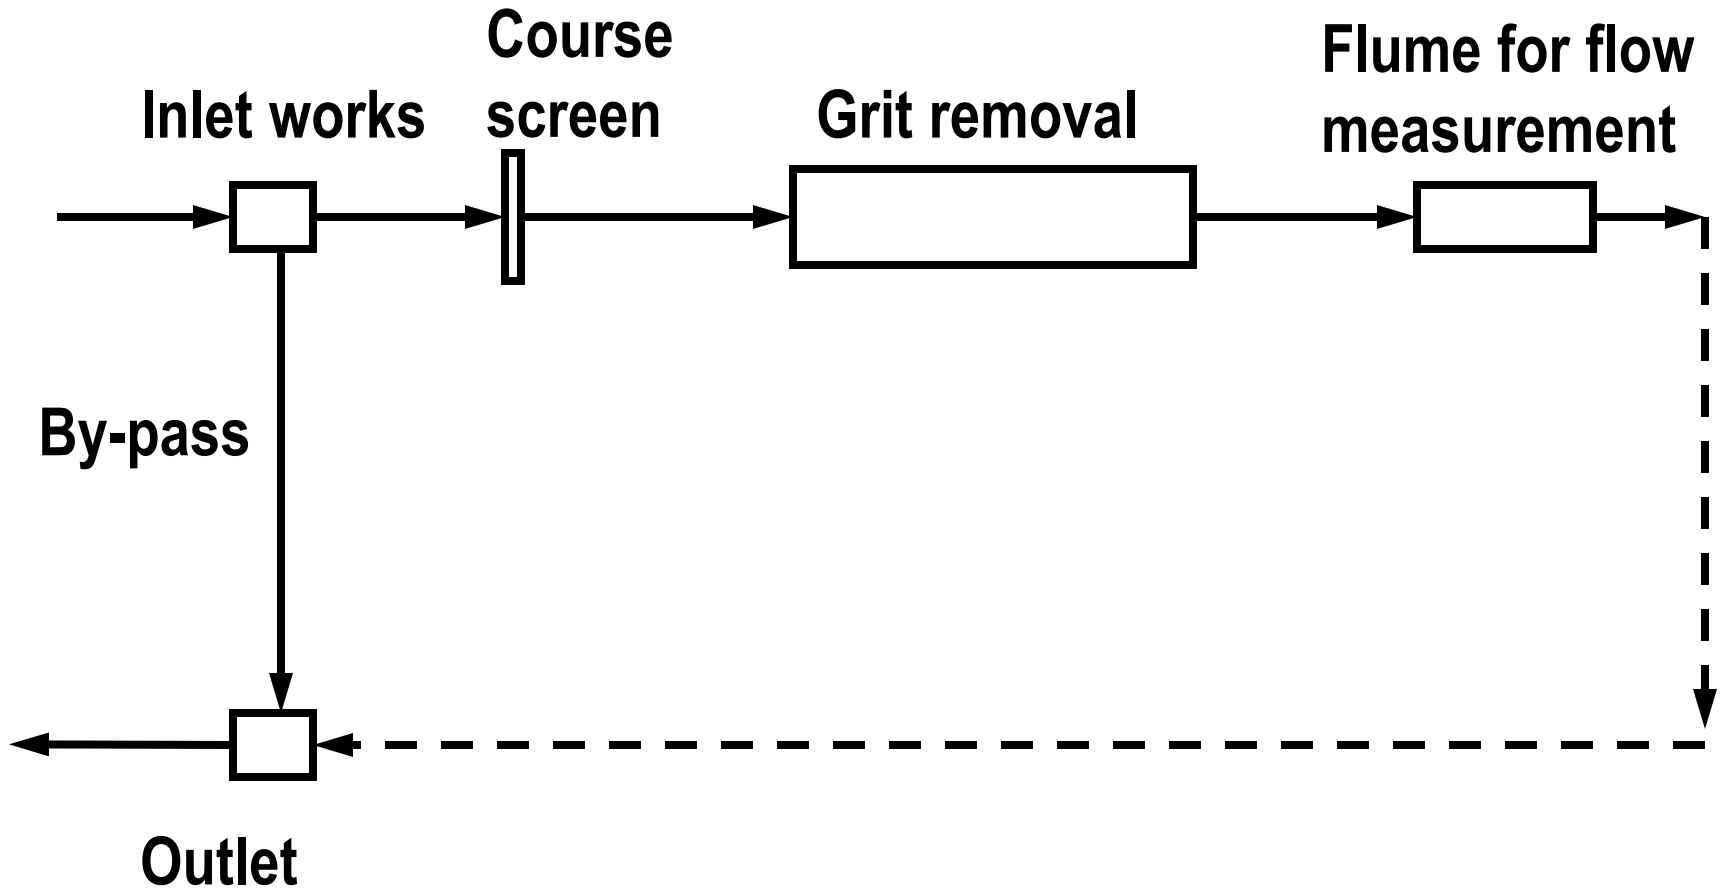 Inlet works
Course
screen
Grit removal
Flume for flow
measurement
By-pass
Outlet